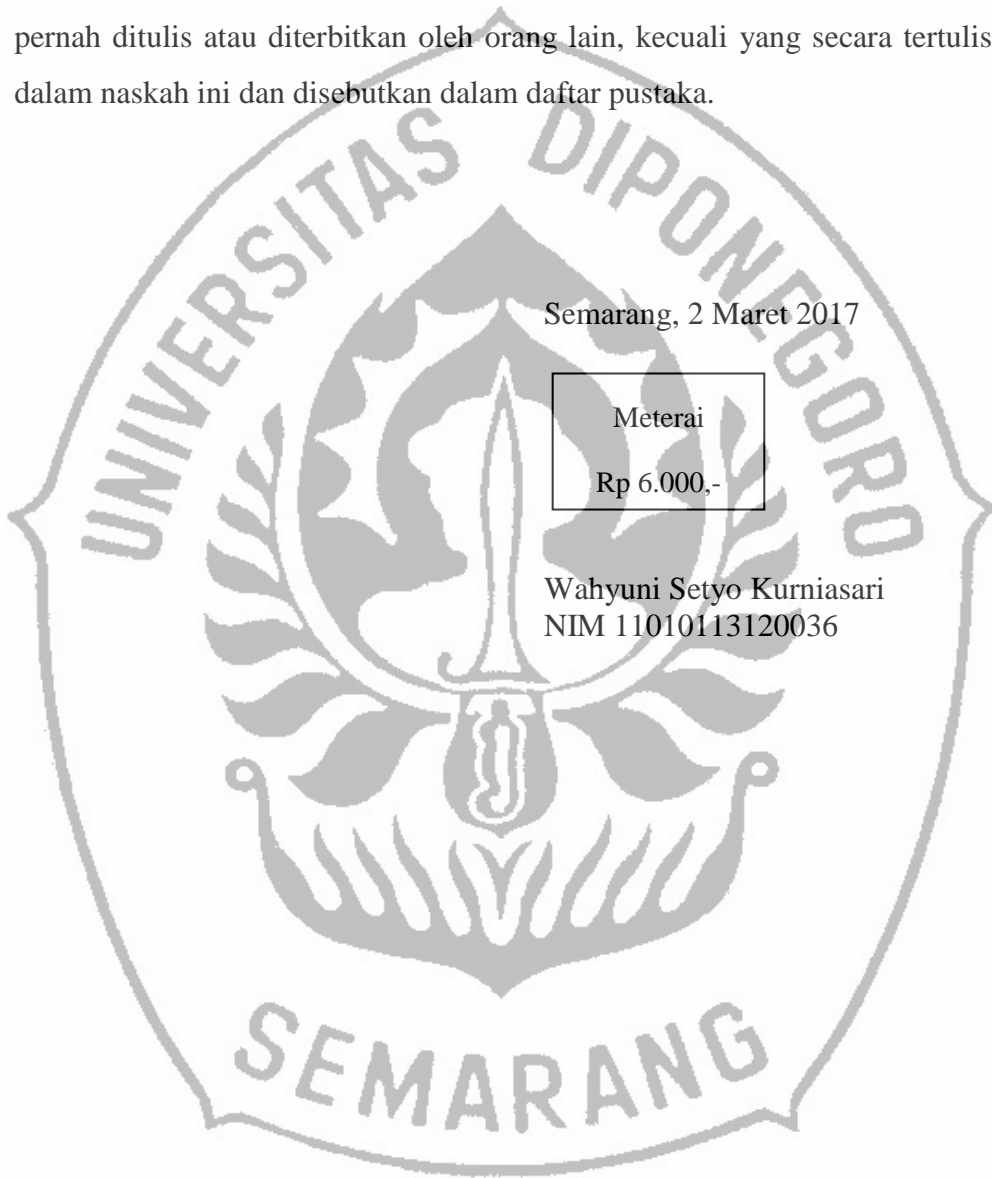 pernah ditulis atau diterbitkan oleh orang lain, kecuali yang secara tertulis
dalam naskah ini dan disebutkan dalam daftar pustaka.
UNIVERSITAS DIPONEGORO
Semarang, 2 Maret 2017
Meterai
Rp 6.000,-
Wahyuni Setyo Kurniasari
NIM 11010113120036
SEMARANG